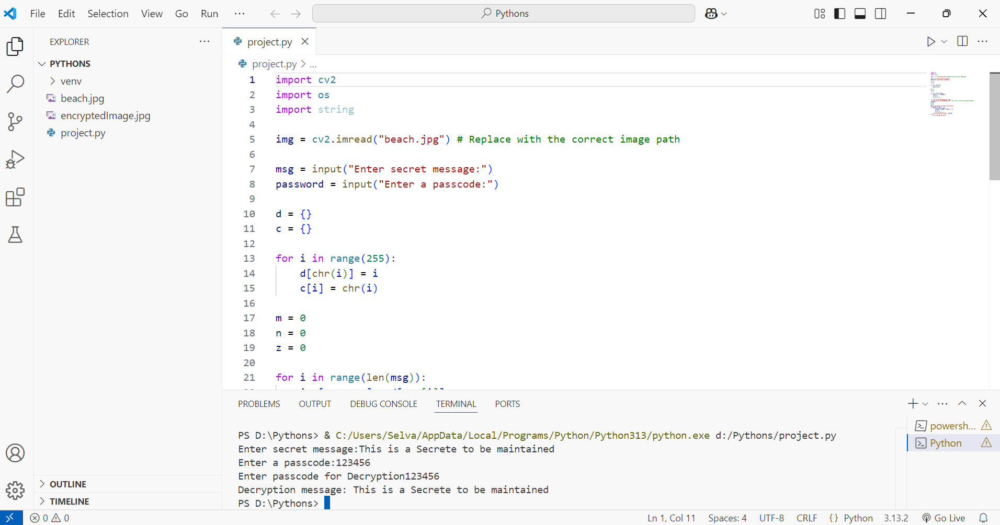 File Edit Selection View Go Run ···
Pythons
EXPLORER ···
PYTHONS
venv
beach.jpg
encryptedImage.jpg
project.py
OUTLINE
TIMELINE
project.py
project.py > ...
1 import cv2
2 import os
3 import string
4
5 img = cv2.imread("beach.jpg") # Replace with the correct image path
6
7 msg = input("Enter secret message:")
8 password = input("Enter a passcode:")
9
10 d = {}
11 c = {}
12
13 for i in range(255):
14 d[chr(i)] = i
15 c[i] = chr(i)
16
17 m = 0
18 n = 0
19 z = 0
20
21 for i in range(len(msg)):
PROBLEMS OUTPUT DEBUG CONSOLE TERMINAL PORTS
PS D:\Pythons> & C:/Users/Selva/AppData/Local/Programs/Python/Python313/python.exe d:/Pythons/project.py
Enter secret message:This is a Secrete to be maintained
Enter a passcode:123456
Enter passcode for Decryption123456
Decryption message: This is a Secrete to be maintained
PS D:\Pythons>
powersh...
Python
0 0
Ln 1, Col 11 Spaces: 4 UTF-8 CRLF {} Python 3.13.2 Go Live